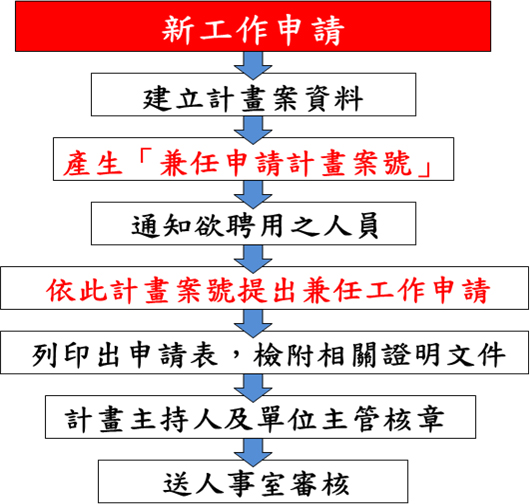 新工作申請
建立計畫案資料
產生「兼任申請計畫案號」
通知欲聘用之人員
依此計畫案號提出兼任工作申請
列印出申請表，檢附相關證明文件
計畫主持人及單位主管核章
送人事室審核